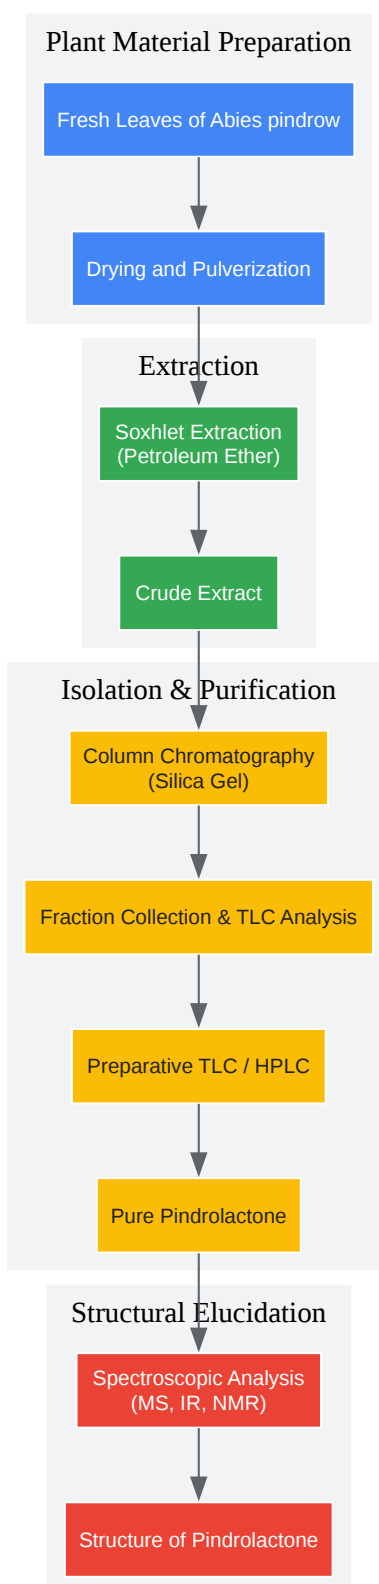 Plant Material Preparation
Fresh Leaves of Abies pindrow
Drying and Pulverization
Extraction
Soxhlet Extraction
(Petroleum Ether)
Crude Extract
Isolation & Purification
Column Chromatography
(Silica Gel)
Fraction Collection & TLC Analysis
Preparative TLC / HPLC
Pure Pindrolactone
Structural Elucidation
Spectroscopic Analysis
(MS, IR, NMR)
Structure of Pindrolactone